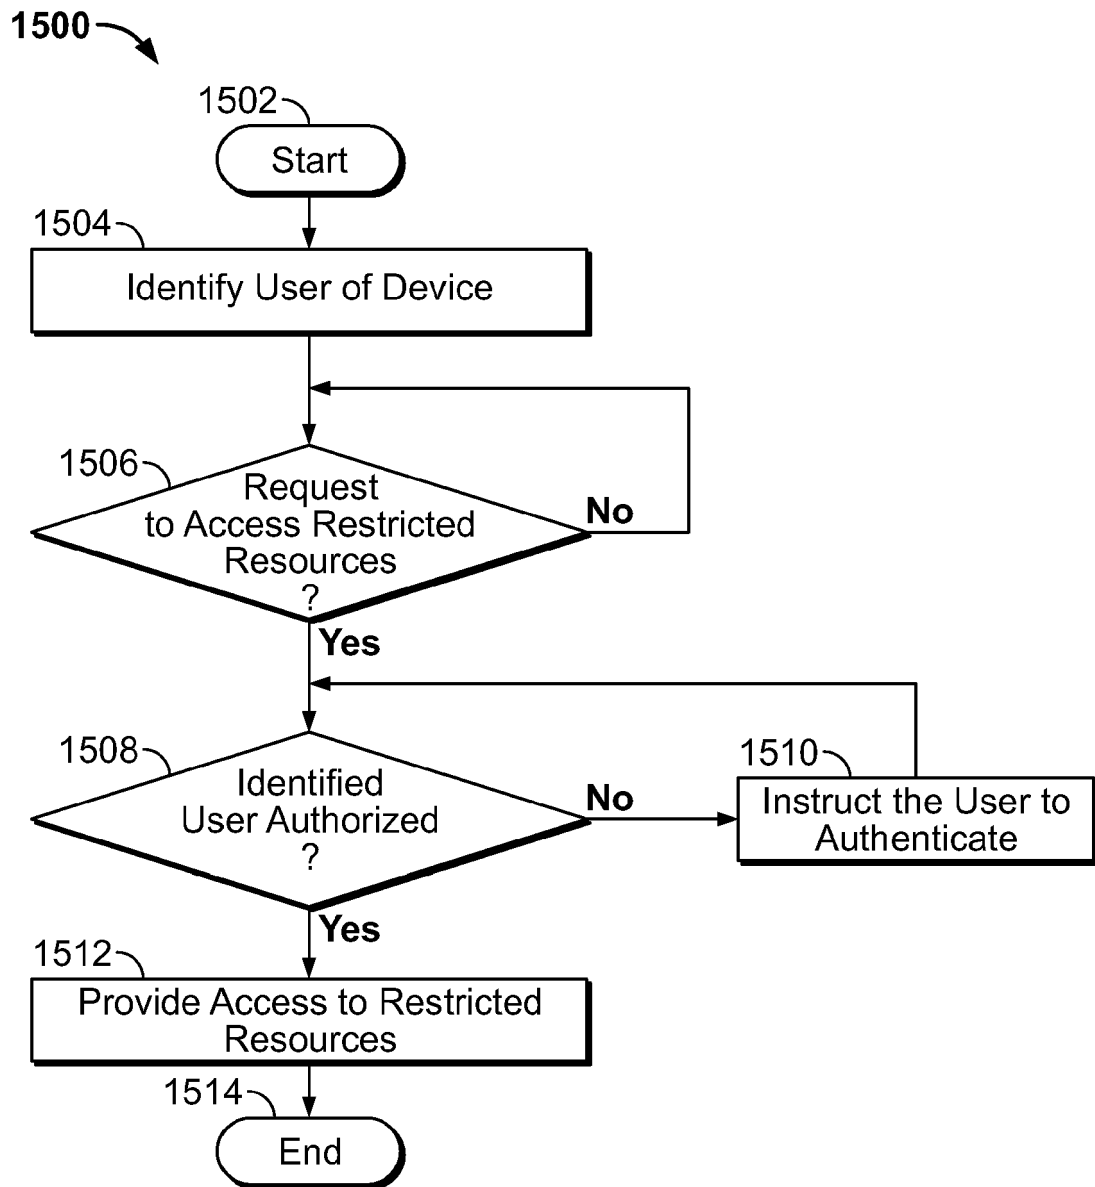 1500
1502
Start
1504
Identify User of Device
1506
Request
to Access Restricted
Resources
?
No
Yes
1508
Identified
User Authorized
?
No
1510
Instruct the User to
Authenticate
Yes
1512
Provide Access to Restricted
Resources
1514
End